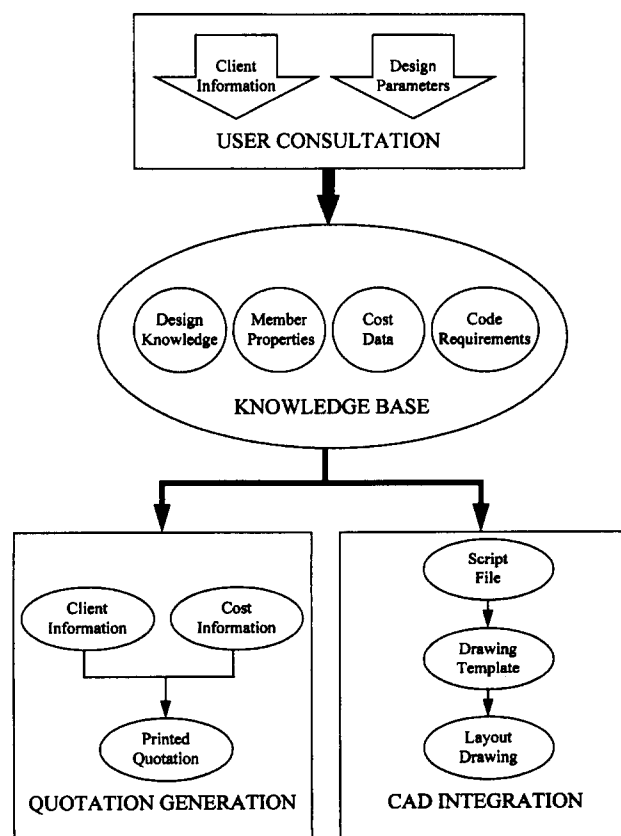 Client
Information
Design
Parameters
USER CONSULTATION
Design
Knowledge
Member
Properties
Cost
Data
Code
Requirements
KNOWLEDGE BASE
Client
Information
Cost
Information
Printed
Quotation
QUOTATION GENERATION
Script
File
Drawing
Template
Layout
Drawing
CAD INTEGRATION